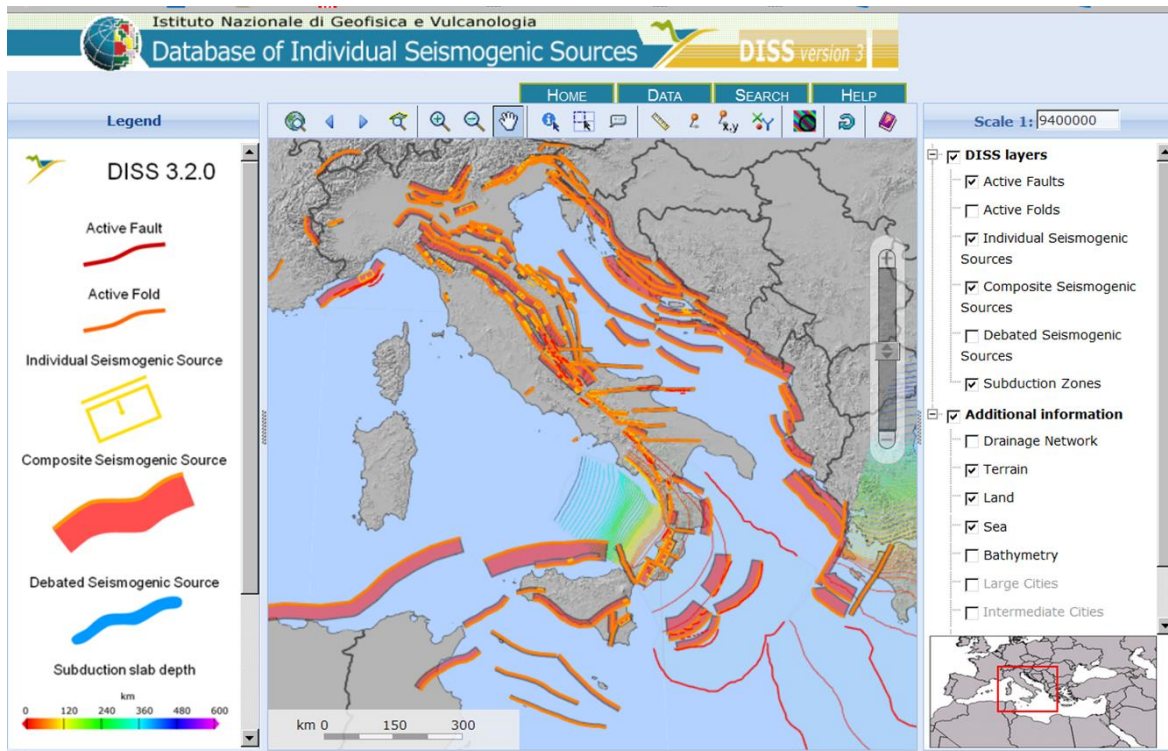 Istituto Nazionale di Geofisica e Vulcanologia
Database of Individual Seismogenic Sources
DISS version 3
HOME DATA SEARCH HELP
Legend
Scale 1: 9400000
DISS 3.2.0
Active Fault
Active Fold
Individual Seismogenic Source
Composite Seismogenic Source
Debated Seismogenic Source
Subduction slab depth
km
0 120 240 360 480 600
x,y
XY
km 0 150 300
DISS layers
Active Faults
Active Folds
Individual Seismogenic
Sources
Composite Seismogenic
Sources
Debated Seismogenic
Sources
Subduction Zones
Additional information
Drainage Network
Terrain
Land
Sea
Bathymetry
Large Cities
Intermediate Cities